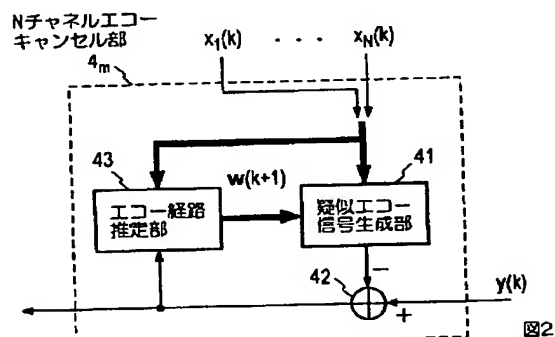 Nチャネルエコー
キャンセル部
4m
x1(k) ・ ・ ・ ・ xN(k)
43
w(k+1)
41
エコー経路
推定部
疑似エコー
信号生成部
−
42
y(k)
+
図2